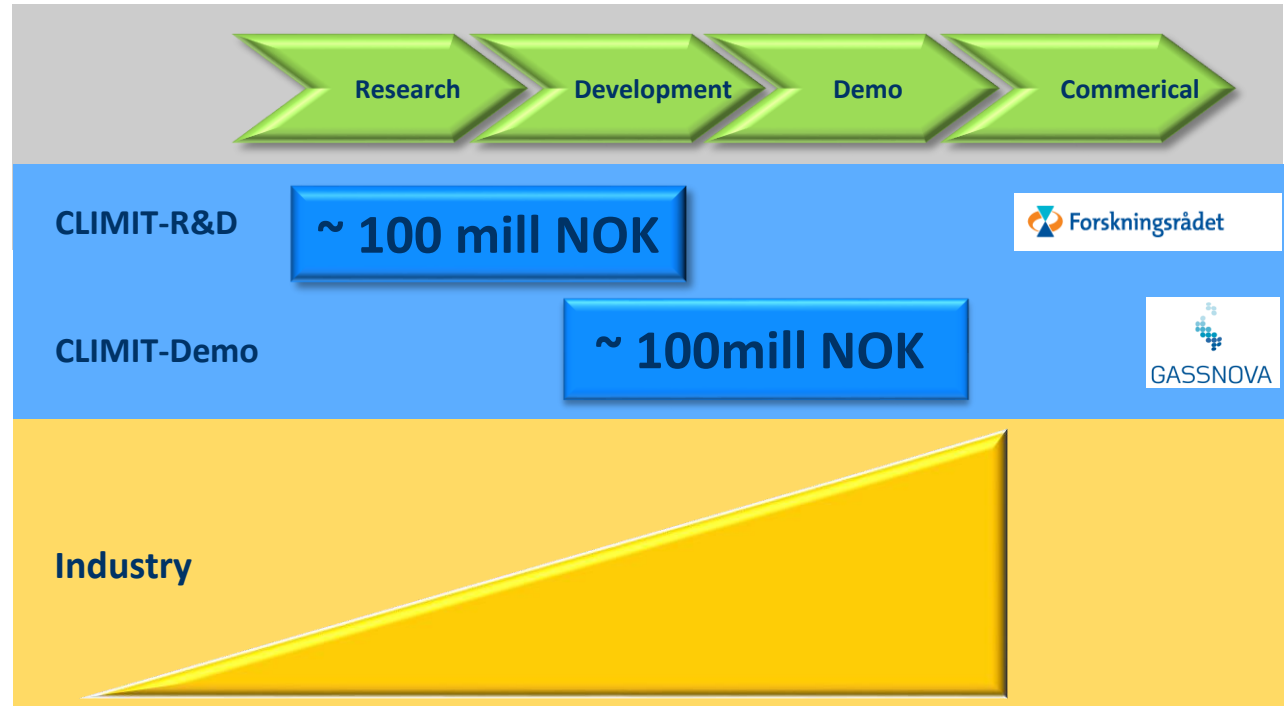 Research
Development
Demo
Commerical
CLIMIT-R&D
~ 100 mill NOK
Forskningsrådet
CLIMIT-Demo
~ 100mill NOK
GASSNOVA
Industry